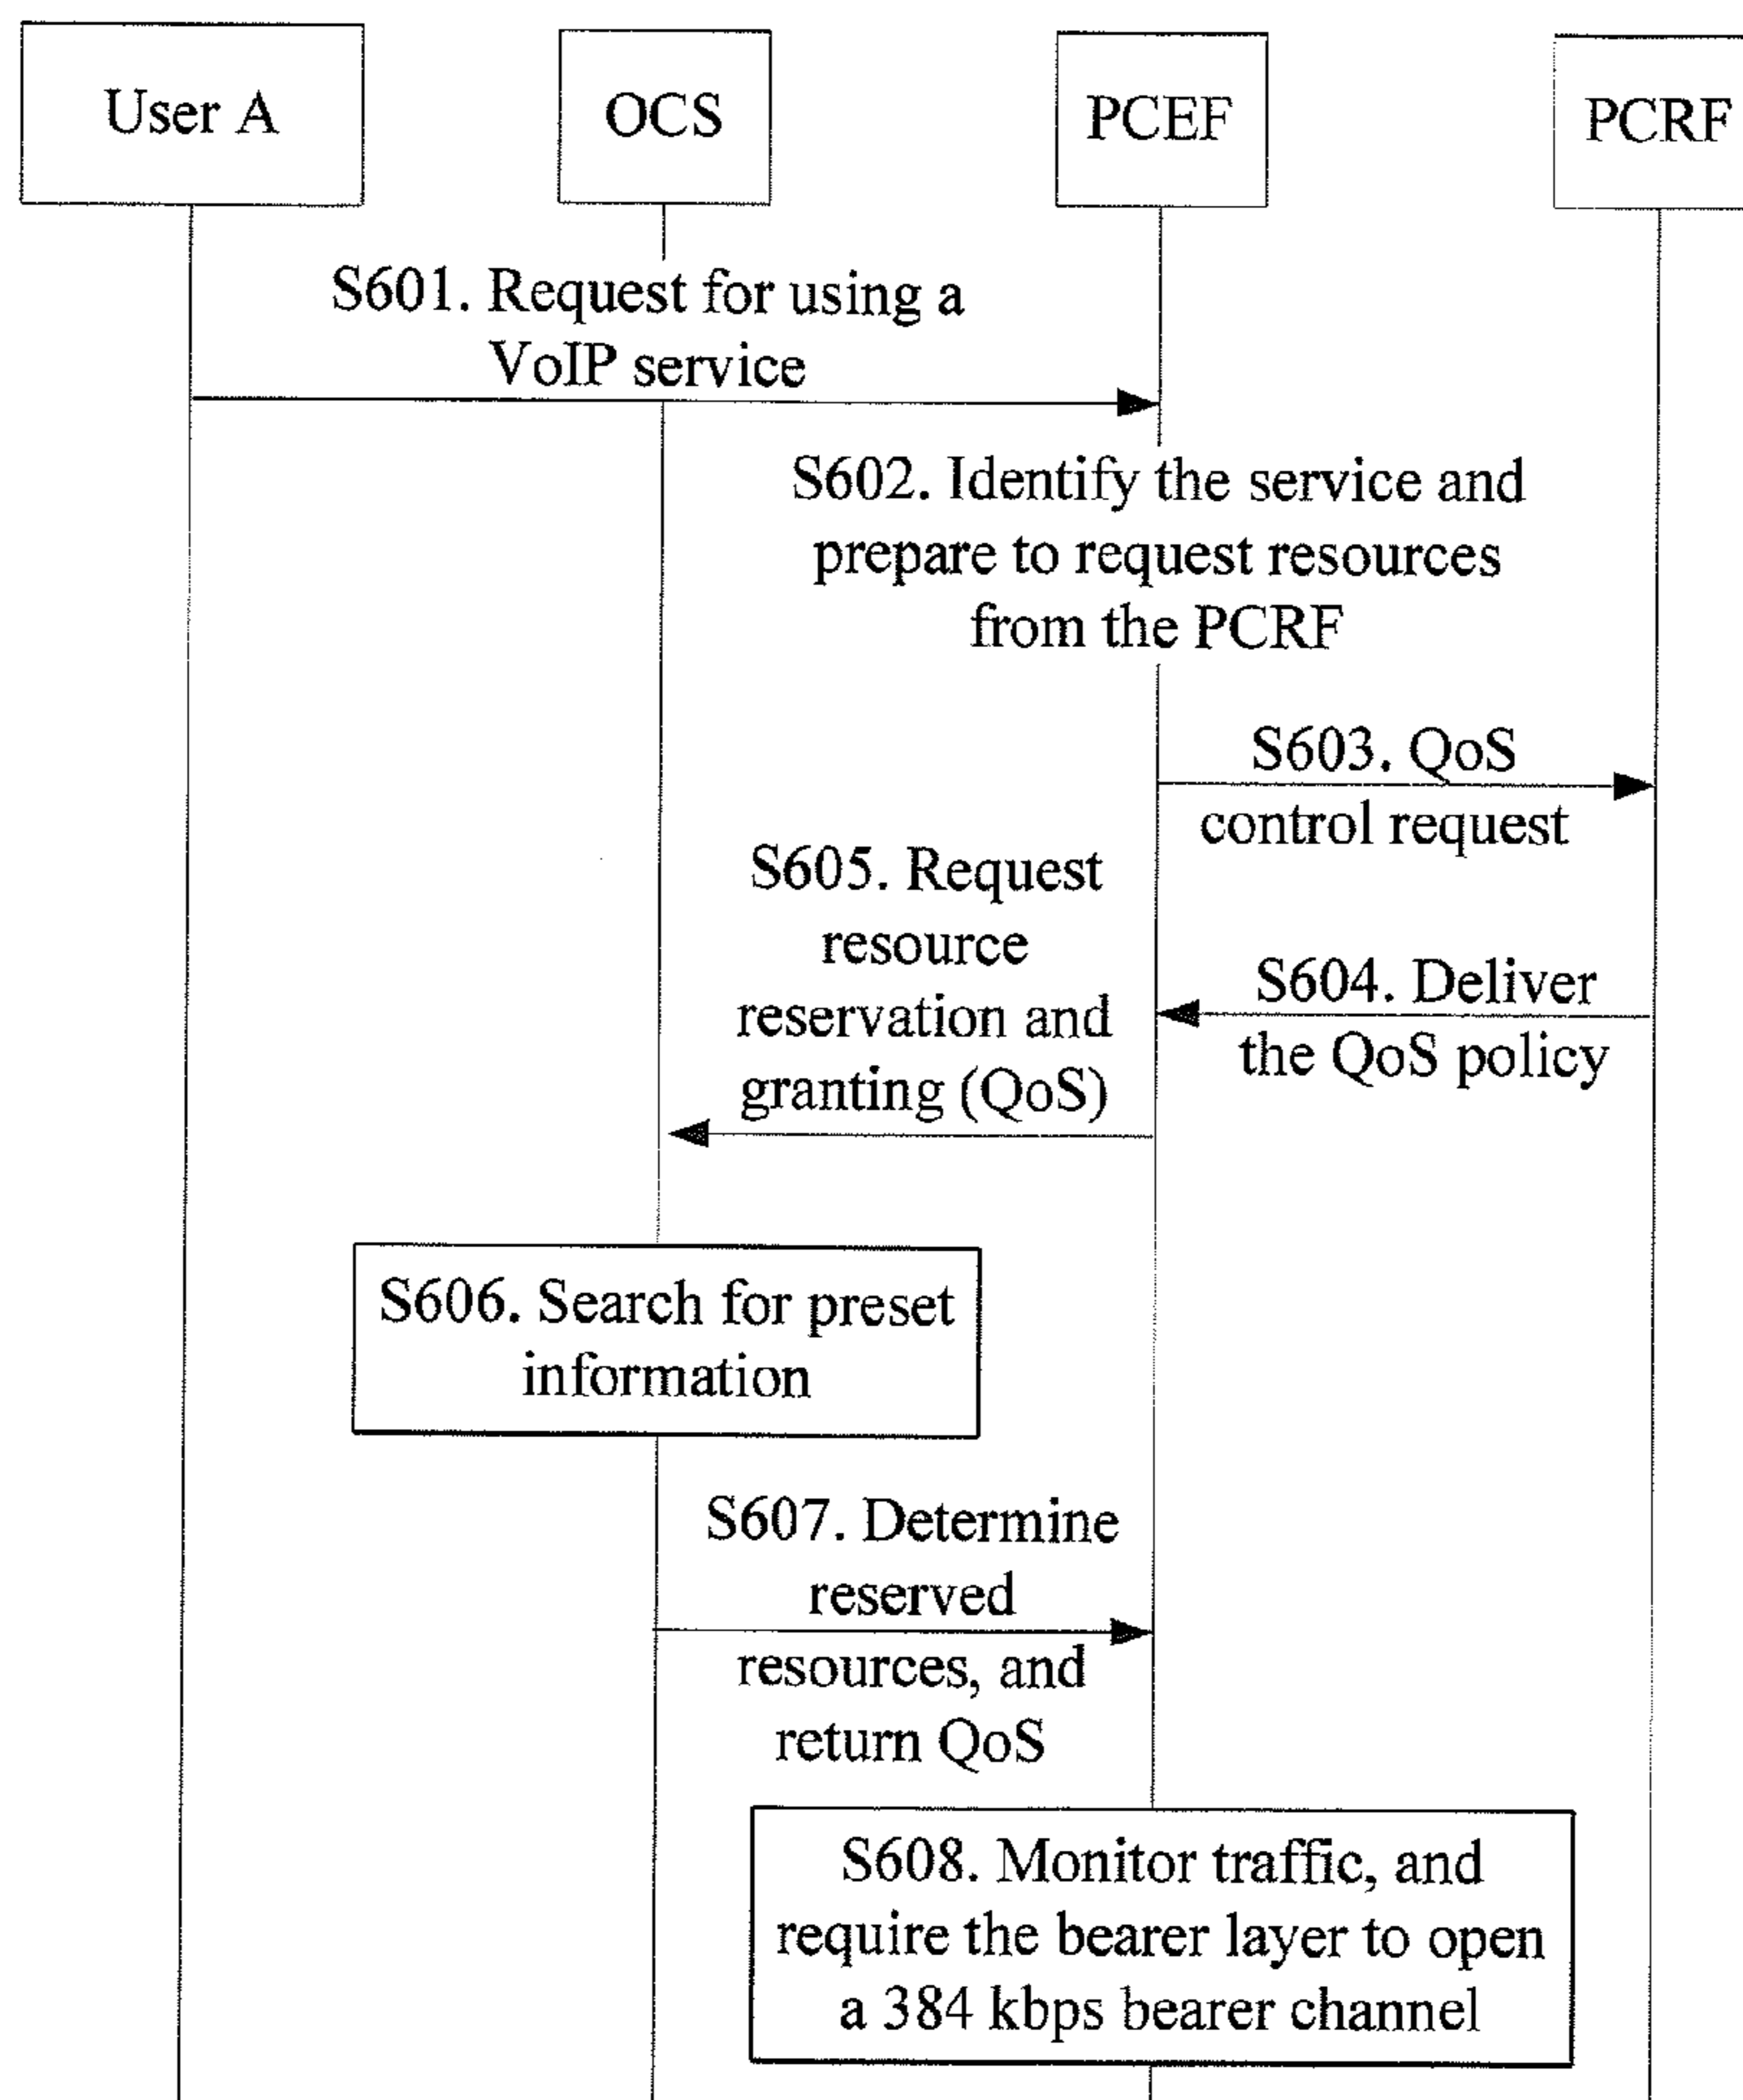 User A
OCS
PCEF
PCRF
S601. Request for using a
VoIP service
S602. Identify the service and
prepare to request resources
from the PCRF
S603. QoS
control request
S604. Deliver
the QoS policy
S605. Request
resource
reservation and
granting (QoS)
S606. Search for preset
information
S607. Determine
reserved
resources, and
return QoS
S608. Monitor traffic, and
require the bearer layer to open
a 384 kbps bearer channel